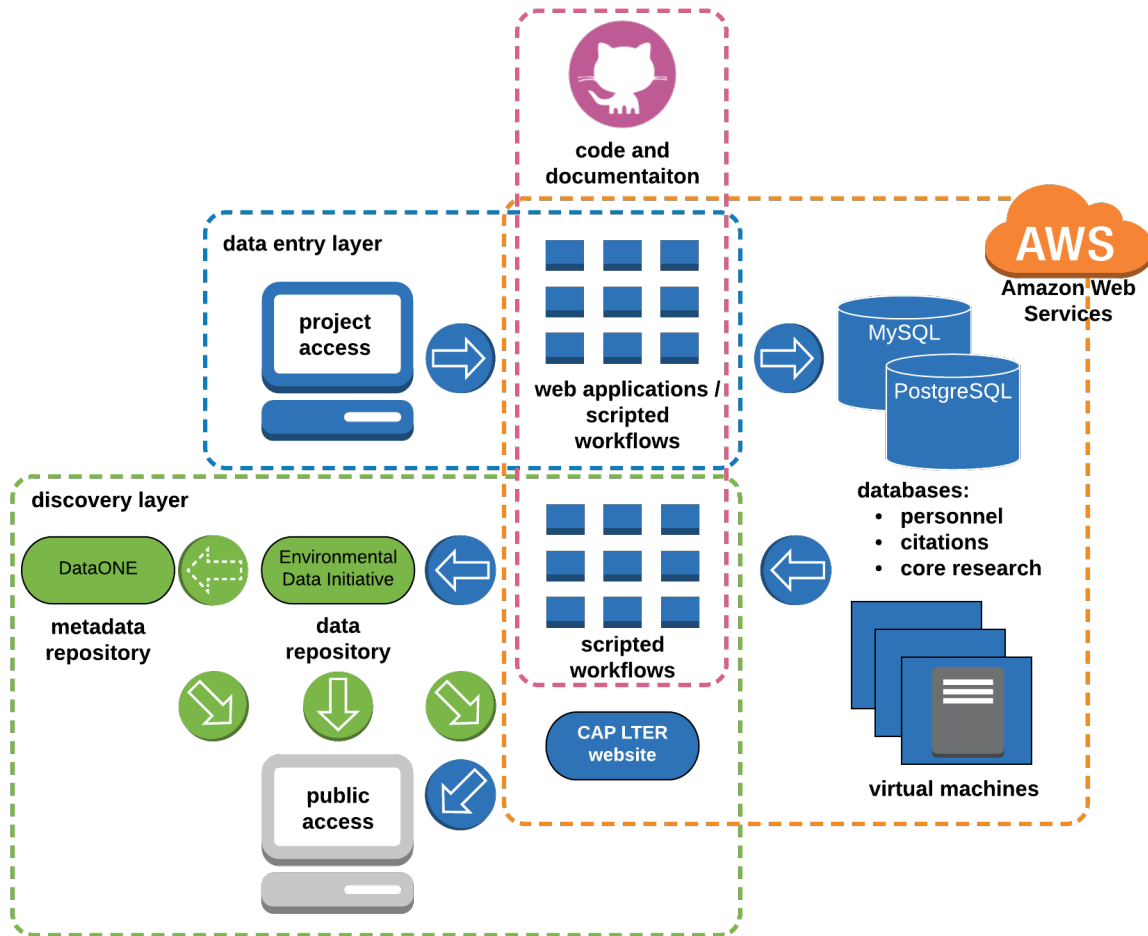 code and
documentaiton
AWS
Amazon Web
Services
data entry layer
project
access
web applications /
scripted
workflows
MySQL
PostgreSQL
databases:
• personnel
• citations
• core research
discovery layer
DataONE
metadata
repository
Environmental
Data Initiative
data
repository
scripted
workflows
CAP LTER
website
virtual machines
public
access